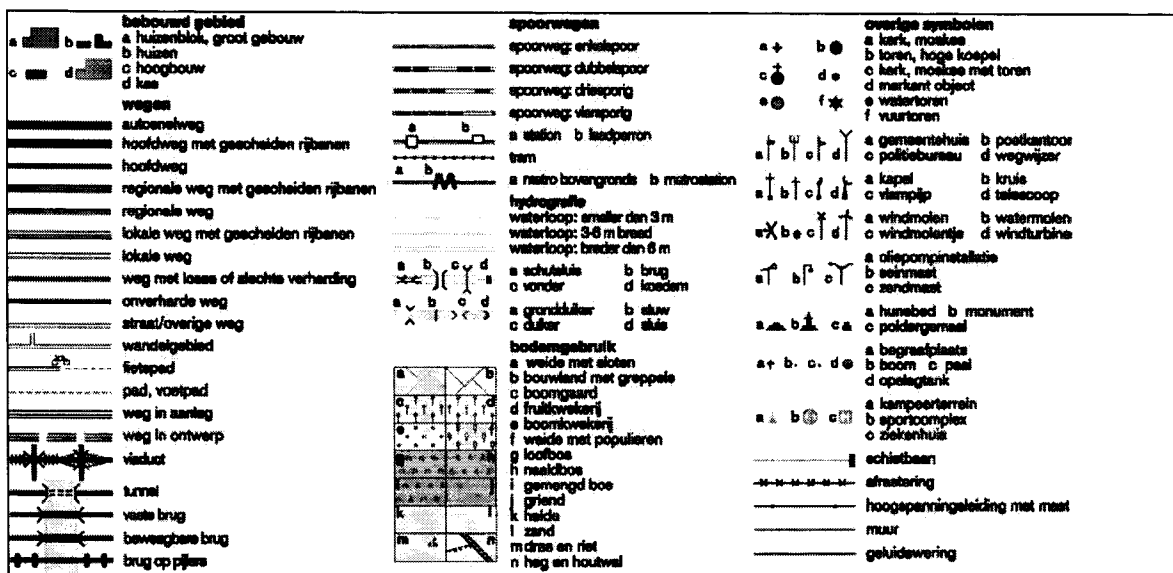 bebouwd gebied
a b
a huizenblok, groot gebouw
b huizen
c d
c hoogbouw
d kas
wegen
autosnelweg
hoofdweg met gescheiden rijbanen
hoofdweg
regionale weg met gescheiden rijbanen
regionale weg
lokale weg met gescheiden rijbanen
lokale weg
weg met losse of slechte verharding
onverharde weg
straat/overige weg
wandelgebied
fietspad
pad, voetpad
weg in aanleg
weg in ontwerp
viaduct
tunnel
vaste brug
beweegbare brug
brug op pijlers
spoorwegen
spoorweg: enkelspoor
spoorweg: dubbelspoor
spoorweg: driesporig
spoorweg: viersporig
a b
a station b laadperron
tram
a b
a metro bovengronds b metrostation
hydrografie
waterloop: smaller dan 3 m
waterloop: 3-6 m breed
waterloop: breder dan 6 m
a b c d
a schutsluis b brug
c vonder d koedam
a b c d
a grondduiker b stuw
c duiker d sluis
bodemgebruik
a b
c d
e f
g h
i j
k l
m n
a weide met sloten
b bouwland met greppels
c boomgaard
d fruitkwekerij
e boomkwekerij
f weide met populieren
g loofbos
h naaldbos
i gemengd bos
j griend
k heide
l zand
m dras en riet
n heg en houtwal
overige symbolen
a b
c d
e f
a kerk, moskee
b toren, hoge koepel
c kerk, moskee met toren
d markant object
e watertoren
f vuurtoren
a b c d
a gemeentehuis b postkantoor
c politiebureau d wegwijzer
a b c d
a kapel b kruis
c vlampijp d telescoop
a b c d
a windmolen b watermolen
c windmolentje d windturbine
a b c
a oliepompinstallatie
b seinmast
c zendmast
a b c
a hunebed b monument
c poldergemaal
a b c d
a begraafplaats
b boom c paal
d opslagtank
a b c
a kampeerterrein
b sportcomplex
c ziekenhuis
schietbaan
afrastering
hoogspanningsleiding met mast
muur
geluidswering